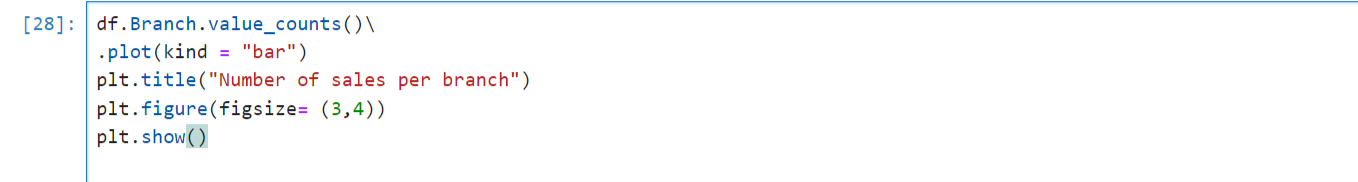 [28]: df.Branch.value_counts()\
.plot(kind = "bar")
plt.title("Number of sales per branch")
plt.figure(figsize= (3,4))
plt.show()